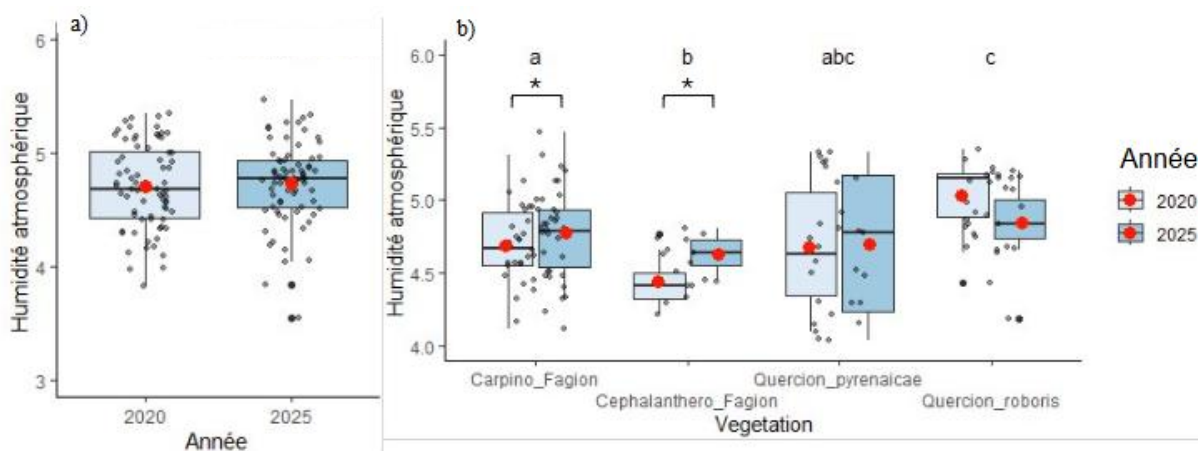 a)
Humidité atmosphérique
6
5
4
3
2020
2025
Année
b)
Humidité atmosphérique
6.0
5.5
5.0
4.5
4.0
a
b
abc
c
*
*
Carpino_Fagion
Cephalanthero_Fagion
Quercion_pyrenaicae
Quercion_roboris
Vegetation
Année
2020
2025